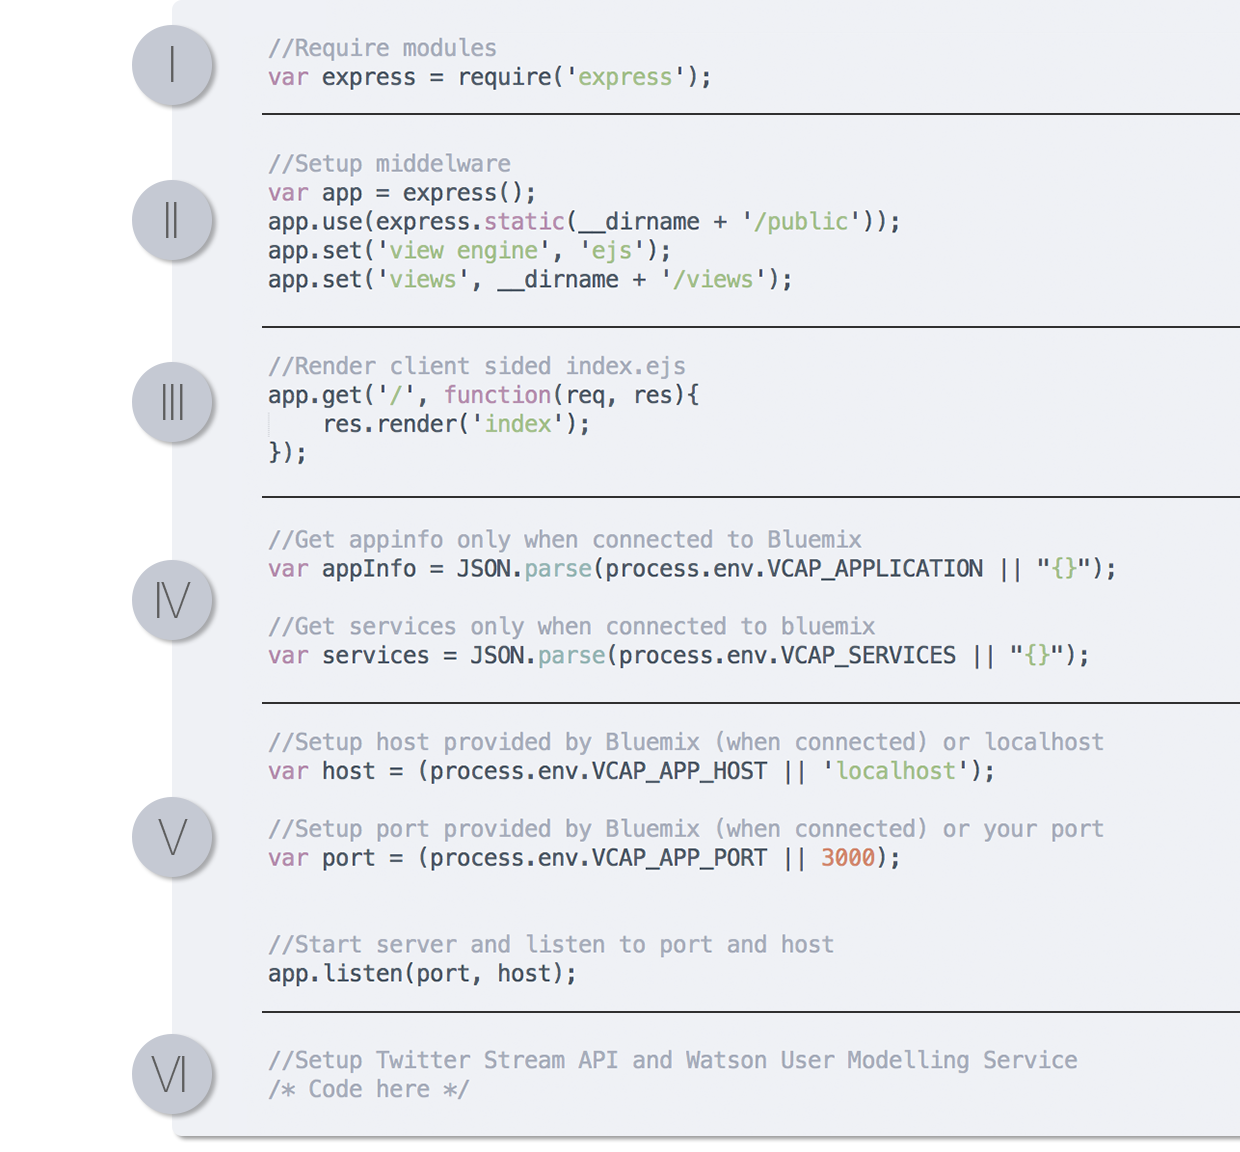 I
//Require modules
var express = require('express');
II
//Setup middelware
var app = express();
app.use(express.static(__dirname + '/public'));
app.set('view engine', 'ejs');
app.set('views', __dirname + '/views');
III
//Render client sided index.ejs
app.get('/', function(req, res){
    res.render('index');
});
IV
//Get appinfo only when connected to Bluemix
var appInfo = JSON.parse(process.env.VCAP_APPLICATION || "{}");
//Get services only when connected to bluemix
var services = JSON.parse(process.env.VCAP_SERVICES || "{}");
V
//Setup host provided by Bluemix (when connected) or localhost
var host = (process.env.VCAP_APP_HOST || 'localhost');
//Setup port provided by Bluemix (when connected) or your port
var port = (process.env.VCAP_APP_PORT || 3000);
//Start server and listen to port and host
app.listen(port, host);
VI
//Setup Twitter Stream API and Watson User Modelling Service
/* Code here */